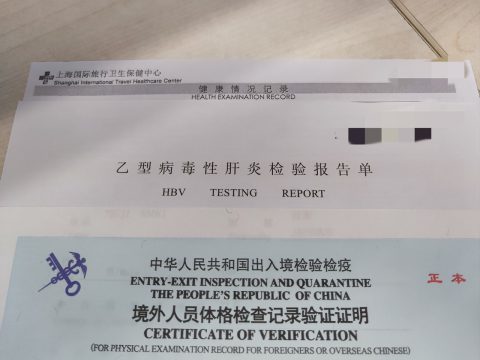 上海国际旅行卫生保健中心
Shanghai International Travel Healthcare Center
健康情况记录
HEALTH EXAMINATION RECORD
乙型病毒性肝炎检验报告单
HBV TESTING REPORT
中华人民共和国出入境检验检疫
ENTRY-EXIT INSPECTION AND QUARANTINE
THE PEOPLE'S REPUBLIC OF CHINA
正本
境外人员体格检查记录验证证明
CERTIFICATE OF VERIFICATION
(FOR PHYSICAL EXAMINATION RECORD FOR FOREIGNERS OR OVERSEAS CHINESE)